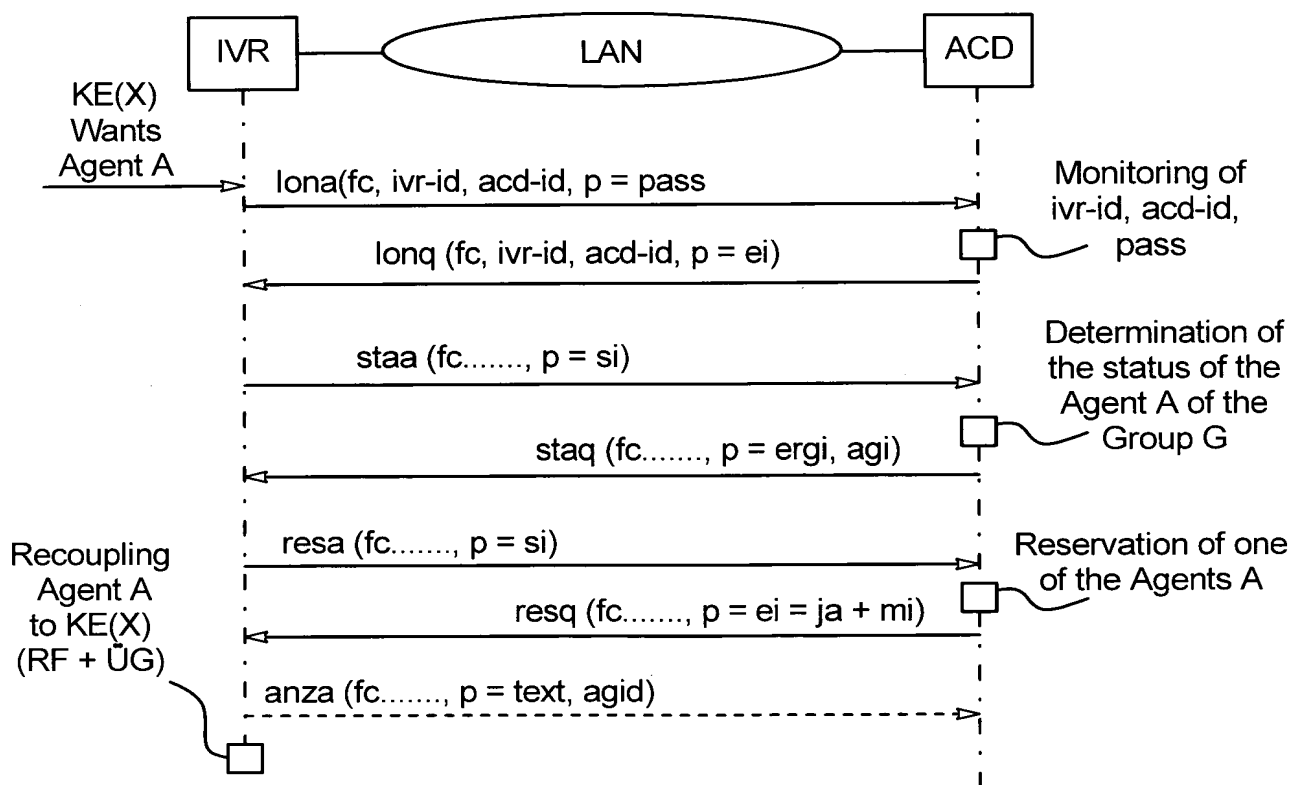 IVR
LAN
ACD
KE(X)
Wants
Agent A
lona(fc, ivr-id, acd-id, p = pass
Monitoring of
ivr-id, acd-id,
pass
lonq (fc, ivr-id, acd-id, p = ei)
staa (fc......., p = si)
Determination of
the status of the
Agent A of the
Group G
staq (fc......., p = ergi, agi)
resa (fc......., p = si)
Reservation of one
of the Agents A
Recoupling
Agent A
to KE(X)
(RF + ÜG)
resq (fc......., p = ei = ja + mi)
anza (fc......., p = text, agid)